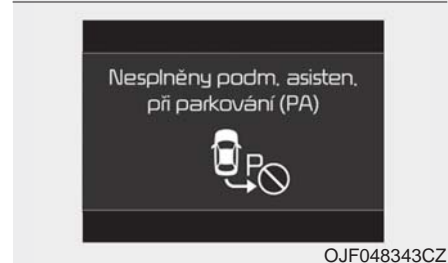 Nesplněny podm. asisten.
při parkování (PA)
P
OJF048343CZ